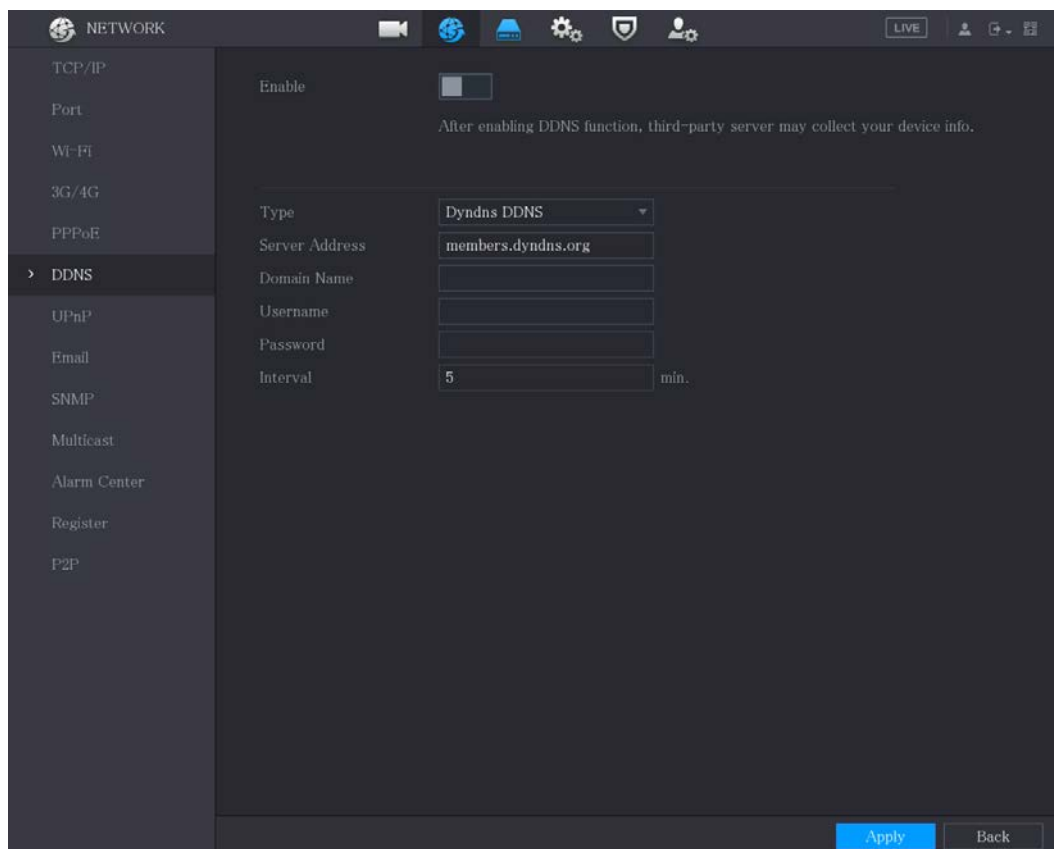 NETWORK
LIVE
TCP/IP
Port
Wi-Fi
3G/4G
PPPoE
DDNS
UPnP
Email
SNMP
Multicast
Alarm Center
Register
P2P
Enable
After enabling DDNS function, third-party server may collect your device info.
Type Dyndns DDNS
Server Address members.dyndns.org
Domain Name
Username
Password
Interval 5 min.
Apply Back